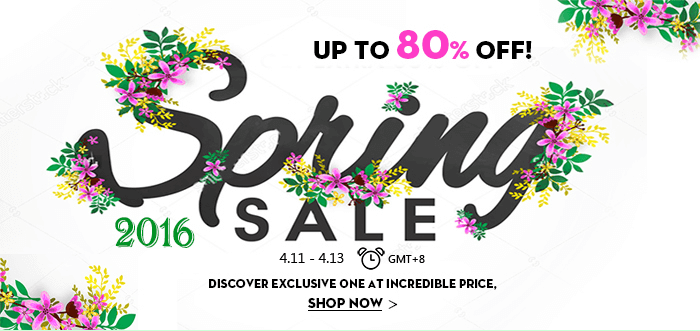 UP TO 80% OFF!
Spring
SALE
2016
4.11 - 4.13 GMT+8
DISCOVER EXCLUSIVE ONE AT INCREDIBLE PRICE,
SHOP NOW >